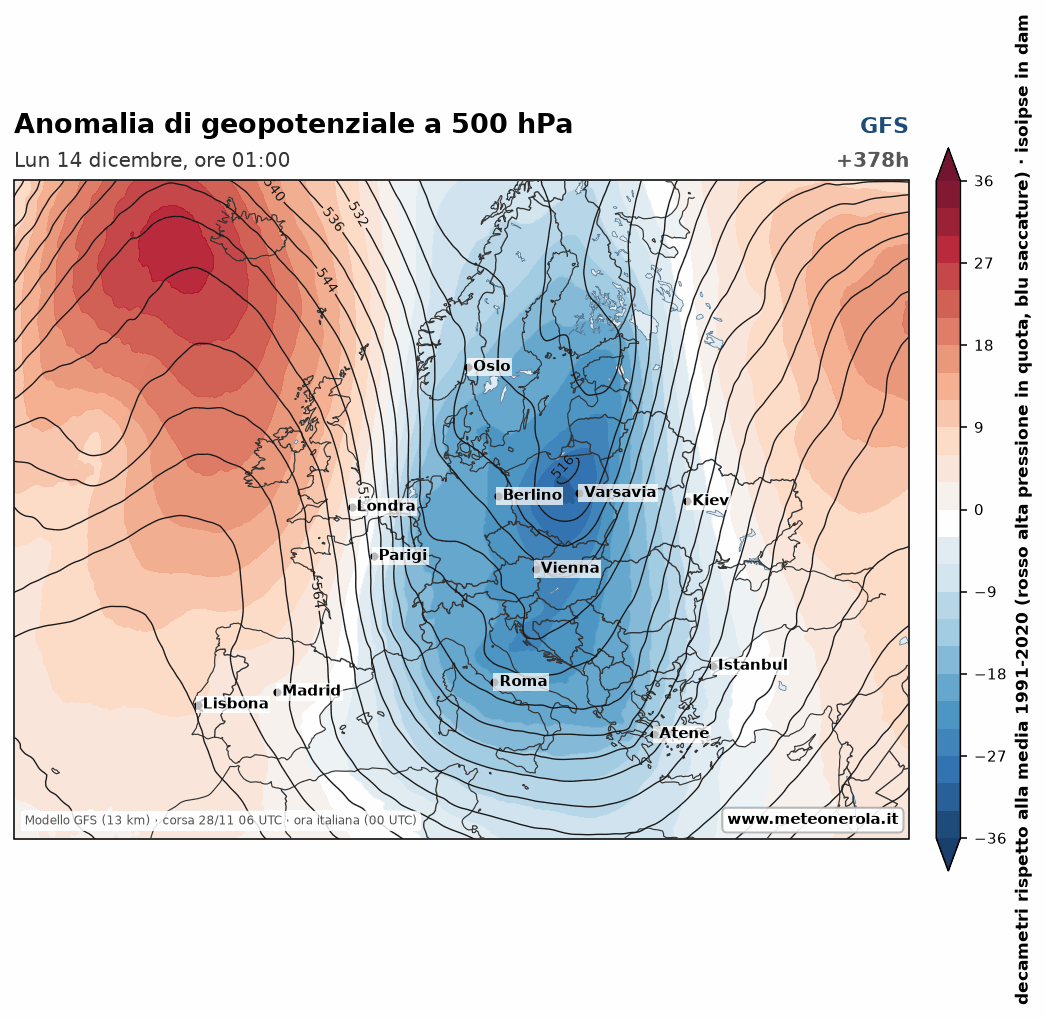 Anomalia di geopotenziale a 500 hPa
GFS
Lun 14 dicembre, ore 01:00
+378h
540
536
532
544
516
564
Oslo
Berlino
Varsavia
Kiev
Londra
Parigi
Vienna
Roma
Istanbul
Madrid
Lisbona
Atene
Modello GFS (13 km) · corsa 28/11 06 UTC · ora italiana (00 UTC)
www.meteonerola.it
36
27
18
9
0
−9
−18
−27
−36
decametri rispetto alla media 1991-2020 (rosso alta pressione in quota, blu saccature) · isoipse in dam